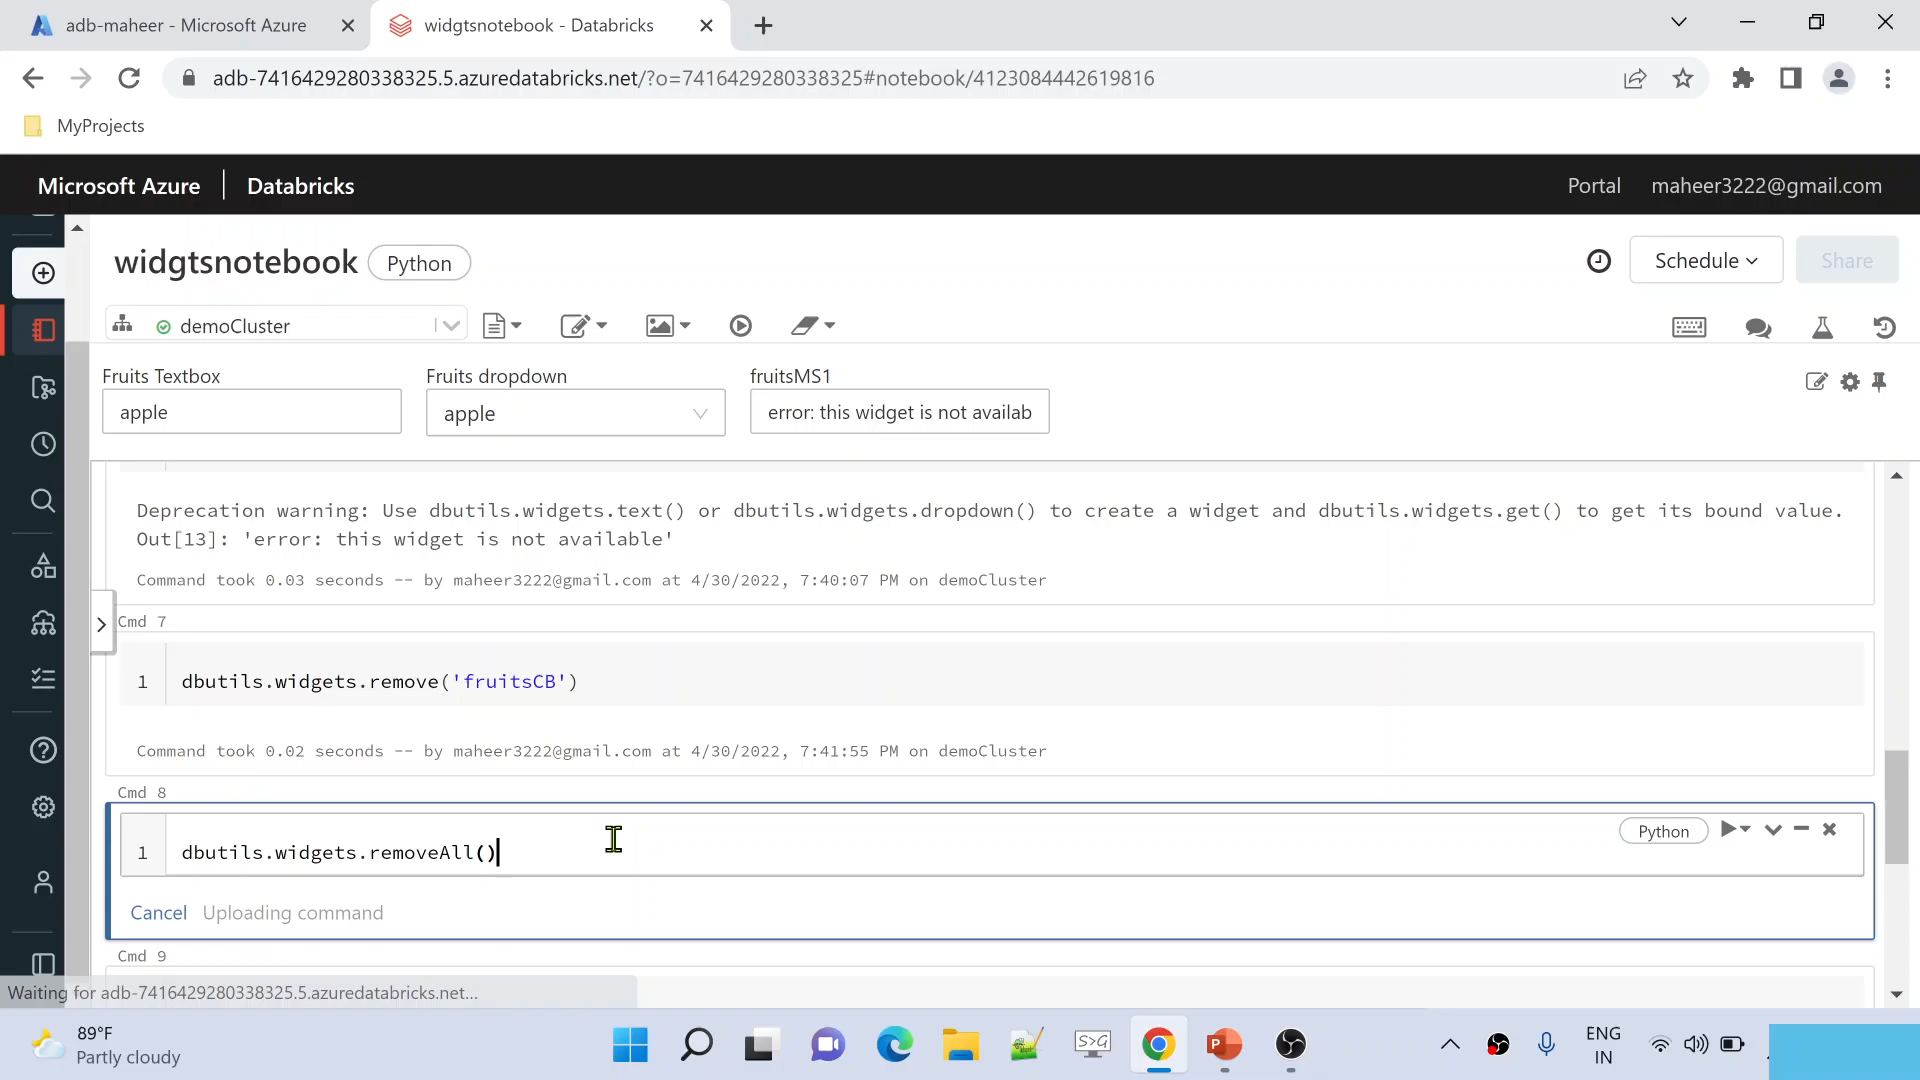 adb-maheer - Microsoft Azure
widgtsnotebook - Databricks
adb-7416429280338325.5.azuredatabricks.net/?o=7416429280338325#notebook/4123084442619816
MyProjects
Microsoft Azure Databricks
Portal maheer3222@gmail.com
widgtsnotebook Python
Schedule Share
demoCluster
Fruits Textbox Fruits dropdown fruitsMS1
apple apple error: this widget is not availab
Deprecation warning: Use dbutils.widgets.text() or dbutils.widgets.dropdown() to create a widget and dbutils.widgets.get() to get its bound value.
Out[13]: 'error: this widget is not available'
Command took 0.03 seconds -- by maheer3222@gmail.com at 4/30/2022, 7:40:07 PM on demoCluster
Cmd 7
1 dbutils.widgets.remove('fruitsCB')
Command took 0.02 seconds -- by maheer3222@gmail.com at 4/30/2022, 7:41:55 PM on demoCluster
Cmd 8
Python
1 dbutils.widgets.removeAll()
Cancel Uploading command
Cmd 9
Waiting for adb-7416429280338325.5.azuredatabricks.net...
89°F
Partly cloudy
S>G
P
ENG
IN